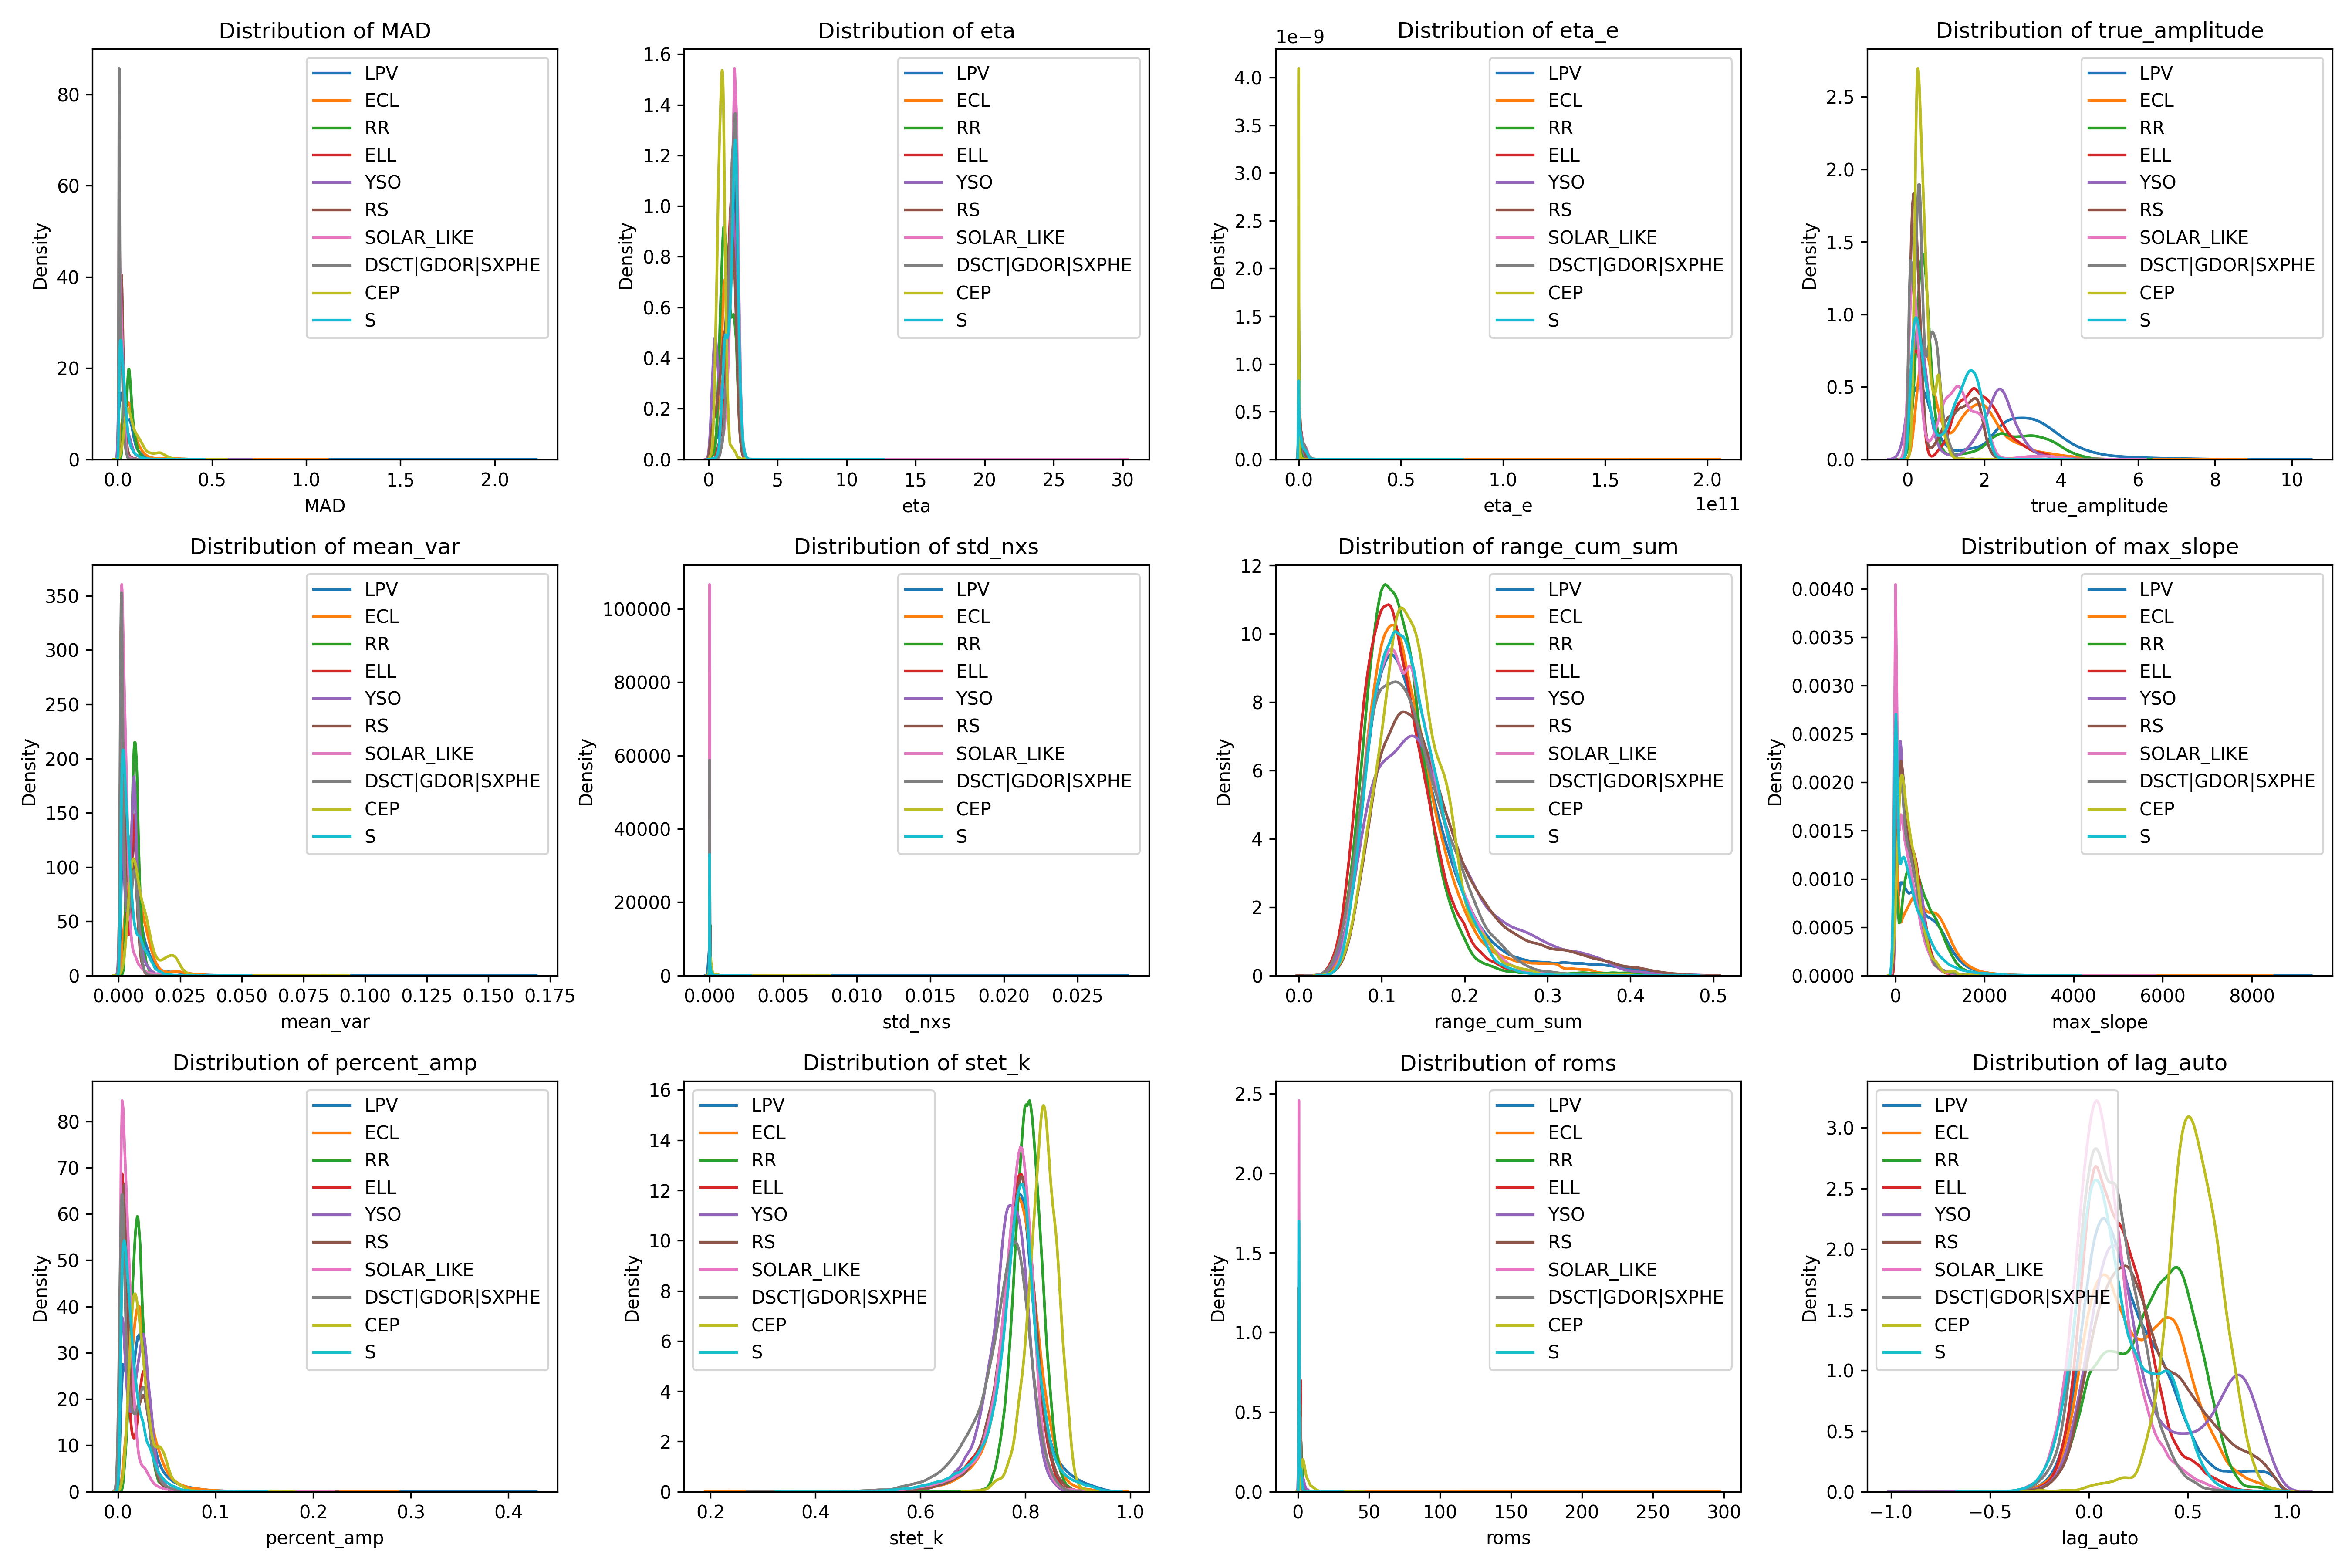 Distribution of MAD
Density
0
20
40
60
80
0.0
0.5
1.0
1.5
2.0
MAD
LPV
ECL
RR
ELL
YSO
RS
SOLAR_LIKE
DSCT|GDOR|SXPHE
CEP
S
Distribution of eta
Density
0.0
0.2
0.4
0.6
0.8
1.0
1.2
1.4
1.6
0
5
10
15
20
25
30
eta
LPV
ECL
RR
ELL
YSO
RS
SOLAR_LIKE
DSCT|GDOR|SXPHE
CEP
S
Distribution of eta_e
1e−9
Density
0.0
0.5
1.0
1.5
2.0
2.5
3.0
3.5
4.0
0.0
0.5
1.0
1.5
2.0
1e11
eta_e
LPV
ECL
RR
ELL
YSO
RS
SOLAR_LIKE
DSCT|GDOR|SXPHE
CEP
S
Distribution of true_amplitude
Density
0.0
0.5
1.0
1.5
2.0
2.5
0
2
4
6
8
10
true_amplitude
LPV
ECL
RR
ELL
YSO
RS
SOLAR_LIKE
DSCT|GDOR|SXPHE
CEP
S
Distribution of mean_var
Density
0
50
100
150
200
250
300
350
0.000
0.025
0.050
0.075
0.100
0.125
0.150
0.175
mean_var
LPV
ECL
RR
ELL
YSO
RS
SOLAR_LIKE
DSCT|GDOR|SXPHE
CEP
S
Distribution of std_nxs
Density
0
20000
40000
60000
80000
100000
0.000
0.005
0.010
0.015
0.020
0.025
std_nxs
LPV
ECL
RR
ELL
YSO
RS
SOLAR_LIKE
DSCT|GDOR|SXPHE
CEP
S
Distribution of range_cum_sum
Density
0
2
4
6
8
10
12
0.0
0.1
0.2
0.3
0.4
0.5
range_cum_sum
LPV
ECL
RR
ELL
YSO
RS
SOLAR_LIKE
DSCT|GDOR|SXPHE
CEP
S
Distribution of max_slope
Density
0.0000
0.0005
0.0010
0.0015
0.0020
0.0025
0.0030
0.0035
0.0040
0
2000
4000
6000
8000
max_slope
LPV
ECL
RR
ELL
YSO
RS
SOLAR_LIKE
DSCT|GDOR|SXPHE
CEP
S
Distribution of percent_amp
Density
0
10
20
30
40
50
60
70
80
0.0
0.1
0.2
0.3
0.4
percent_amp
LPV
ECL
RR
ELL
YSO
RS
SOLAR_LIKE
DSCT|GDOR|SXPHE
CEP
S
Distribution of stet_k
Density
0
2
4
6
8
10
12
14
16
0.2
0.4
0.6
0.8
1.0
stet_k
LPV
ECL
RR
ELL
YSO
RS
SOLAR_LIKE
DSCT|GDOR|SXPHE
CEP
S
Distribution of roms
Density
0.0
0.5
1.0
1.5
2.0
2.5
0
50
100
150
200
250
300
roms
LPV
ECL
RR
ELL
YSO
RS
SOLAR_LIKE
DSCT|GDOR|SXPHE
CEP
S
Distribution of lag_auto
Density
0.0
0.5
1.0
1.5
2.0
2.5
3.0
−1.0
−0.5
0.0
0.5
1.0
lag_auto
LPV
ECL
RR
ELL
YSO
RS
SOLAR_LIKE
DSCT|GDOR|SXPHE
CEP
S